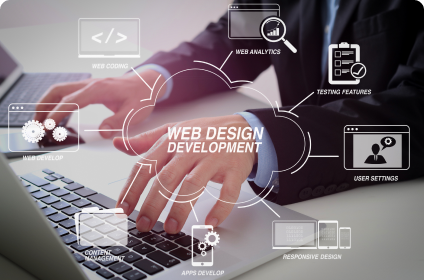 </>
WEB CODING
WEB ANALYTICS
TESTING FEATURES
WEB DEVELOP
WEB DESIGN
DEVELOPMENT
USER SETTINGS
CONTENT
MANAGEMENT
APPS DEVELOP
RESPONSIVE DESIGN